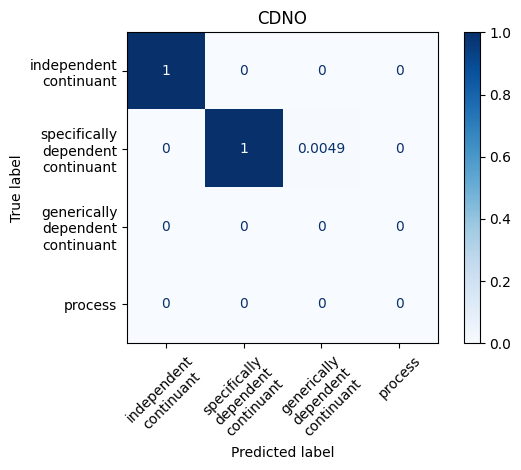 CDNO
independent
continuant
1 0 0 0
specifically
dependent
continuant
0 1 0.0049 0
generically
dependent
continuant
0 0 0 0
process
0 0 0 0
True label
independent
continuant
specifically
dependent
continuant
generically
dependent
continuant
process
Predicted label
1.0
0.8
0.6
0.4
0.2
0.0